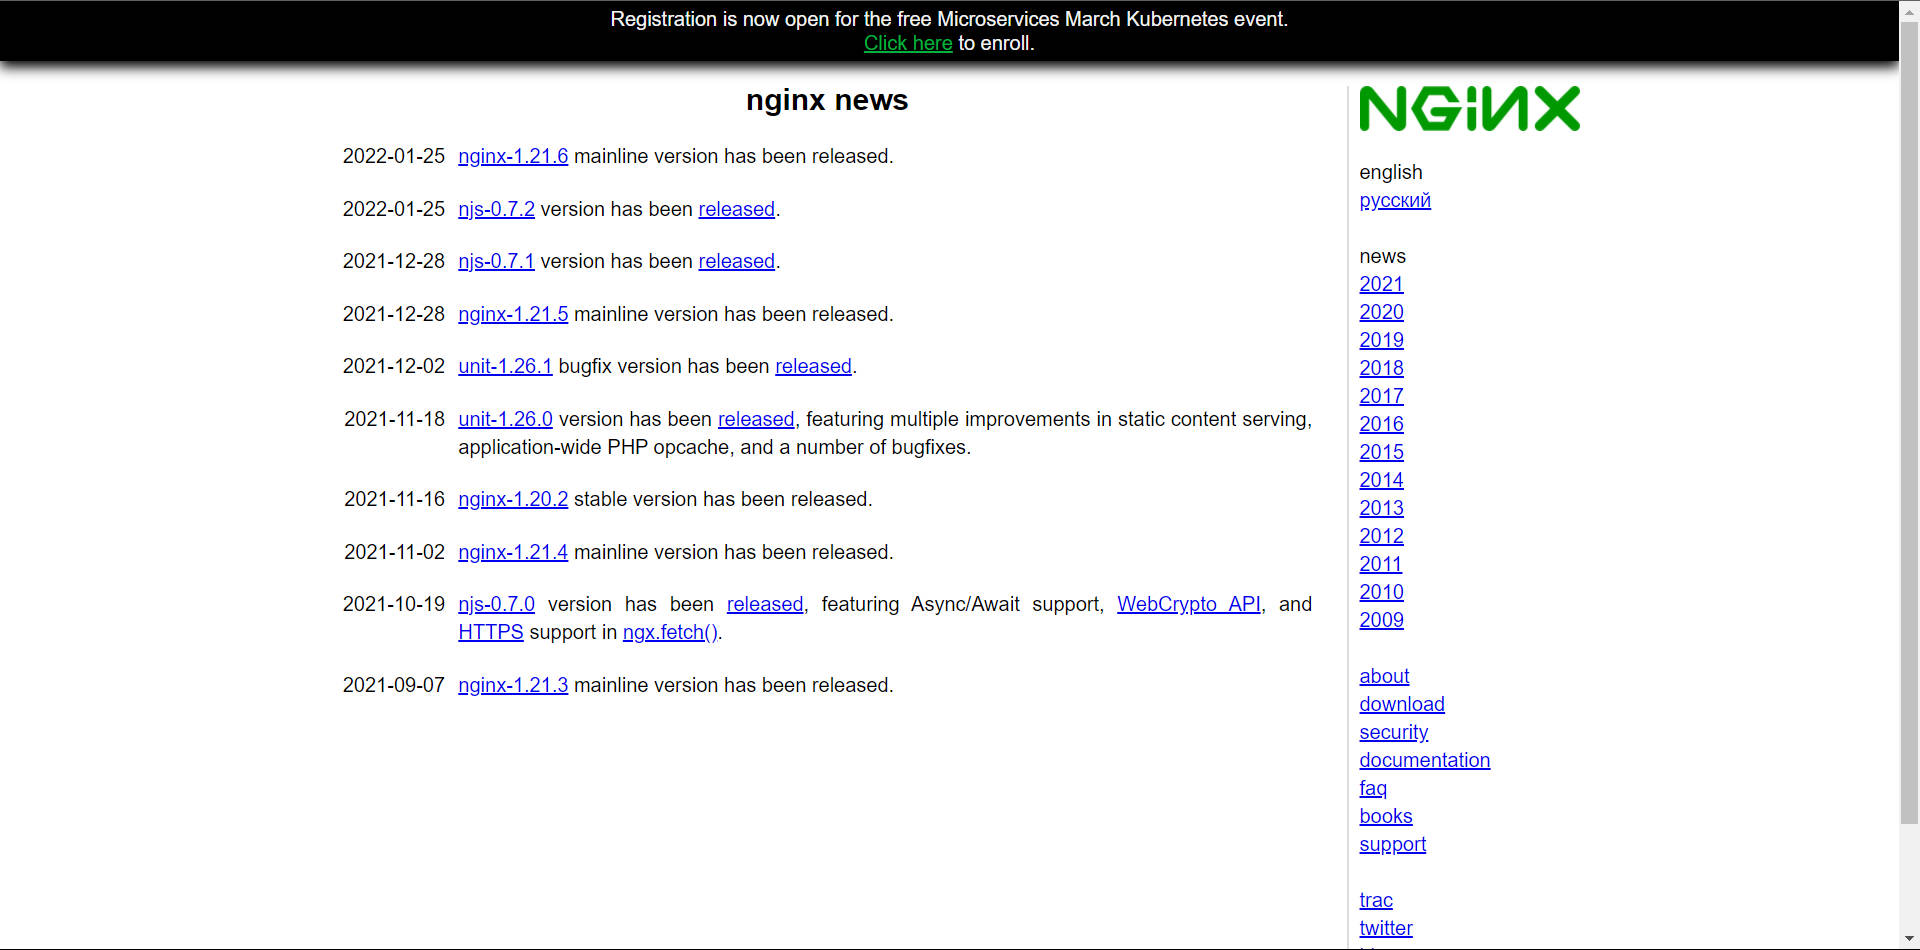 Registration is now open for the free Microservices March Kubernetes event.
Click here to enroll.
nginx news
2022-01-25 nginx-1.21.6 mainline version has been released.
2022-01-25 njs-0.7.2 version has been released.
2021-12-28 njs-0.7.1 version has been released.
2021-12-28 nginx-1.21.5 mainline version has been released.
2021-12-02 unit-1.26.1 bugfix version has been released.
2021-11-18 unit-1.26.0 version has been released, featuring multiple improvements in static content serving,
application-wide PHP opcache, and a number of bugfixes.
2021-11-16 nginx-1.20.2 stable version has been released.
2021-11-02 nginx-1.21.4 mainline version has been released.
2021-10-19 njs-0.7.0 version has been released, featuring Async/Await support, WebCrypto API, and
HTTPS support in ngx.fetch().
2021-09-07 nginx-1.21.3 mainline version has been released.
NGiNX
english
русский
news
2021
2020
2019
2018
2017
2016
2015
2014
2013
2012
2011
2010
2009
about
download
security
documentation
faq
books
support
trac
twitter